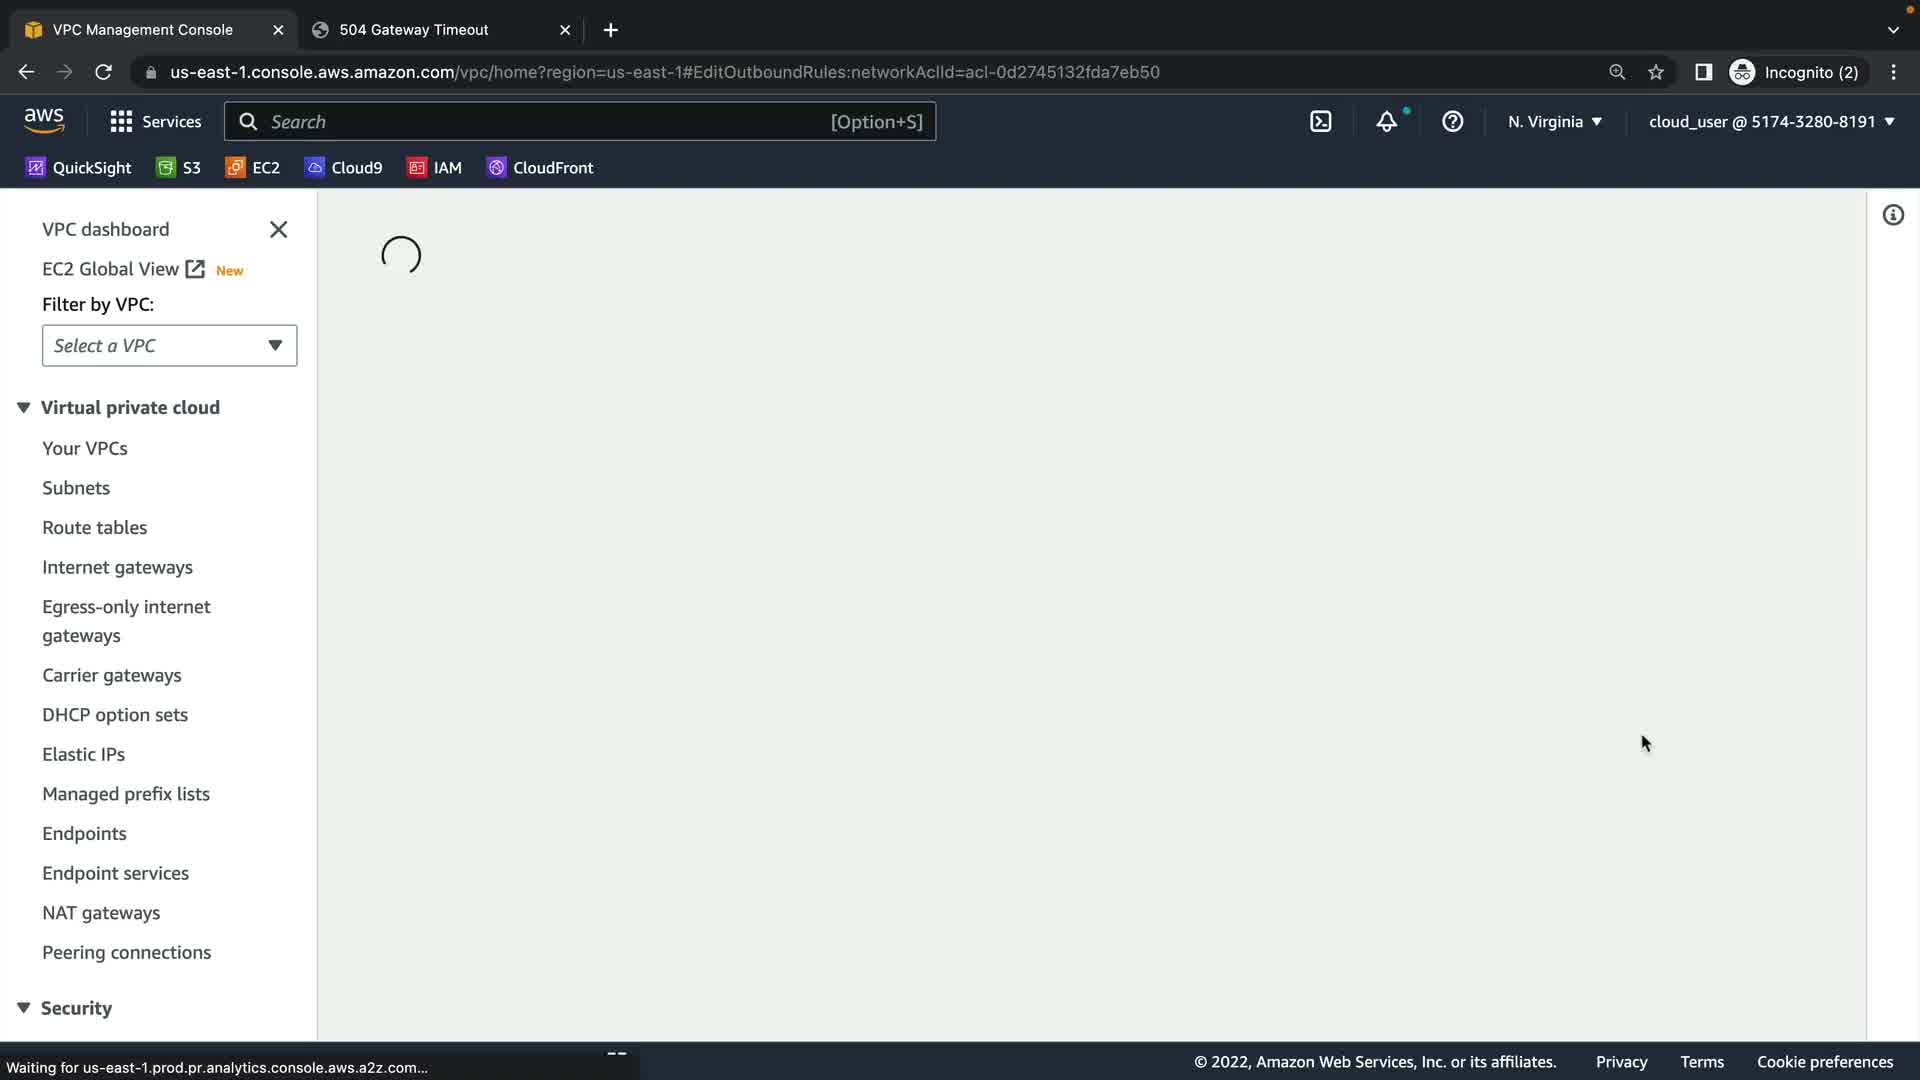 VPC Management Console
504 Gateway Timeout
us-east-1.console.aws.amazon.com/vpc/home?region=us-east-1#EditOutboundRules:networkAclId=acl-0d2745132fda7eb50
Incognito (2)
aws
Services
Search
[Option+S]
N. Virginia
cloud_user @ 5174-3280-8191
QuickSight
S3
EC2
Cloud9
IAM
CloudFront
VPC dashboard
EC2 Global View New
Filter by VPC:
Select a VPC
Virtual private cloud
Your VPCs
Subnets
Route tables
Internet gateways
Egress-only internet
gateways
Carrier gateways
DHCP option sets
Elastic IPs
Managed prefix lists
Endpoints
Endpoint services
NAT gateways
Peering connections
Security
Waiting for us-east-1.prod.pr.analytics.console.aws.a2z.com...
© 2022, Amazon Web Services, Inc. or its affiliates.
Privacy
Terms
Cookie preferences